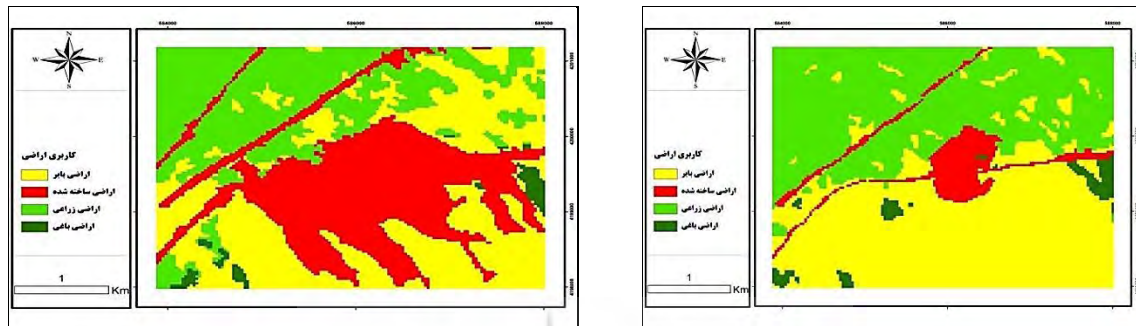 N
W
E
S
کاربری اراضی
اراضی بایر
اراضی ساخته شده
اراضی زراعی
اراضی باغی
1
Km
N
W
E
S
کاربری اراضی
اراضی بایر
اراضی ساخته شده
اراضی زراعی
اراضی باغی
1
Km